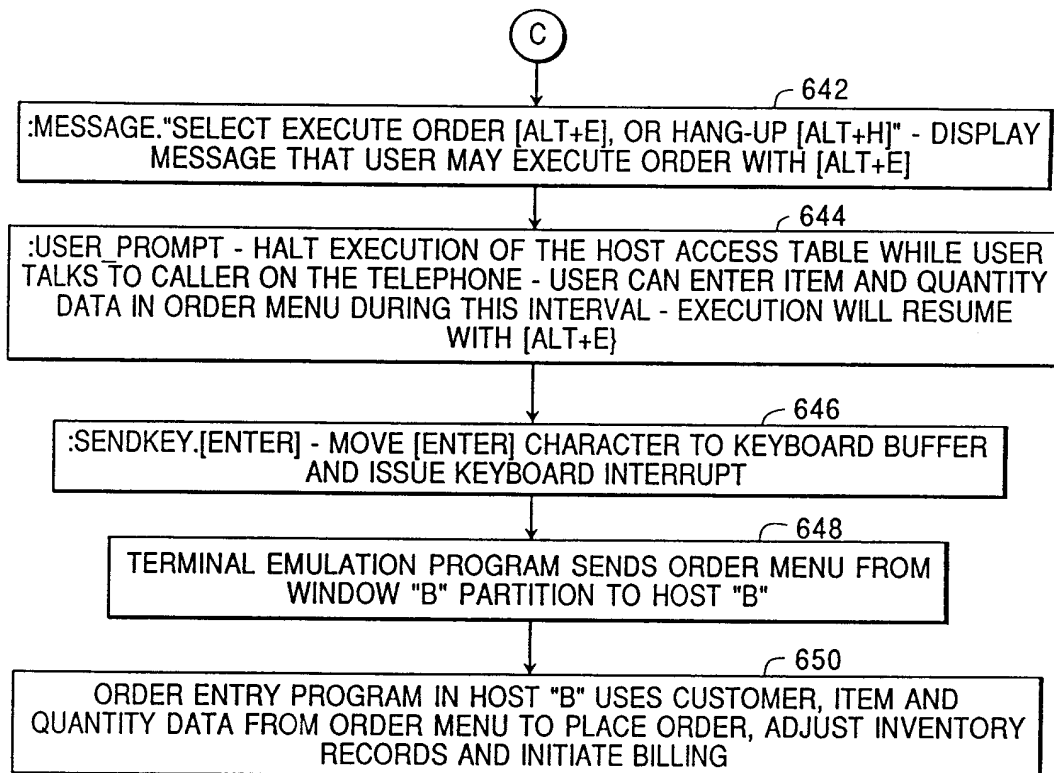 C
642
:MESSAGE."SELECT EXECUTE ORDER [ALT+E], OR HANG-UP [ALT+H]" - DISPLAY
MESSAGE THAT USER MAY EXECUTE ORDER WITH [ALT+E]
644
:USER_PROMPT - HALT EXECUTION OF THE HOST ACCESS TABLE WHILE USER
TALKS TO CALLER ON THE TELEPHONE - USER CAN ENTER ITEM AND QUANTITY
DATA IN ORDER MENU DURING THIS INTERVAL - EXECUTION WILL RESUME
WITH [ALT+E}
646
:SENDKEY.[ENTER] - MOVE [ENTER] CHARACTER TO KEYBOARD BUFFER
AND ISSUE KEYBOARD INTERRUPT
648
TERMINAL EMULATION PROGRAM SENDS ORDER MENU FROM
WINDOW "B" PARTITION TO HOST "B"
650
ORDER ENTRY PROGRAM IN HOST "B" USES CUSTOMER, ITEM AND
QUANTITY DATA FROM ORDER MENU TO PLACE ORDER, ADJUST INVENTORY
RECORDS AND INITIATE BILLING